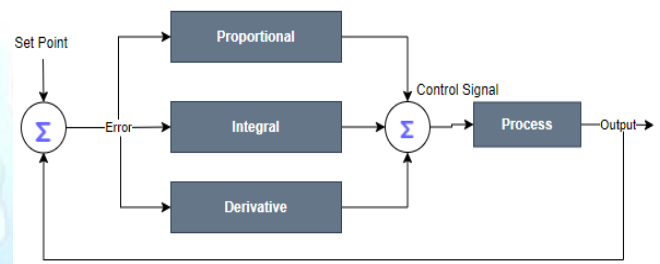 Proportional
Set Point
Control Signal
Σ
Error
Integral
Σ
Process
Output
Derivative